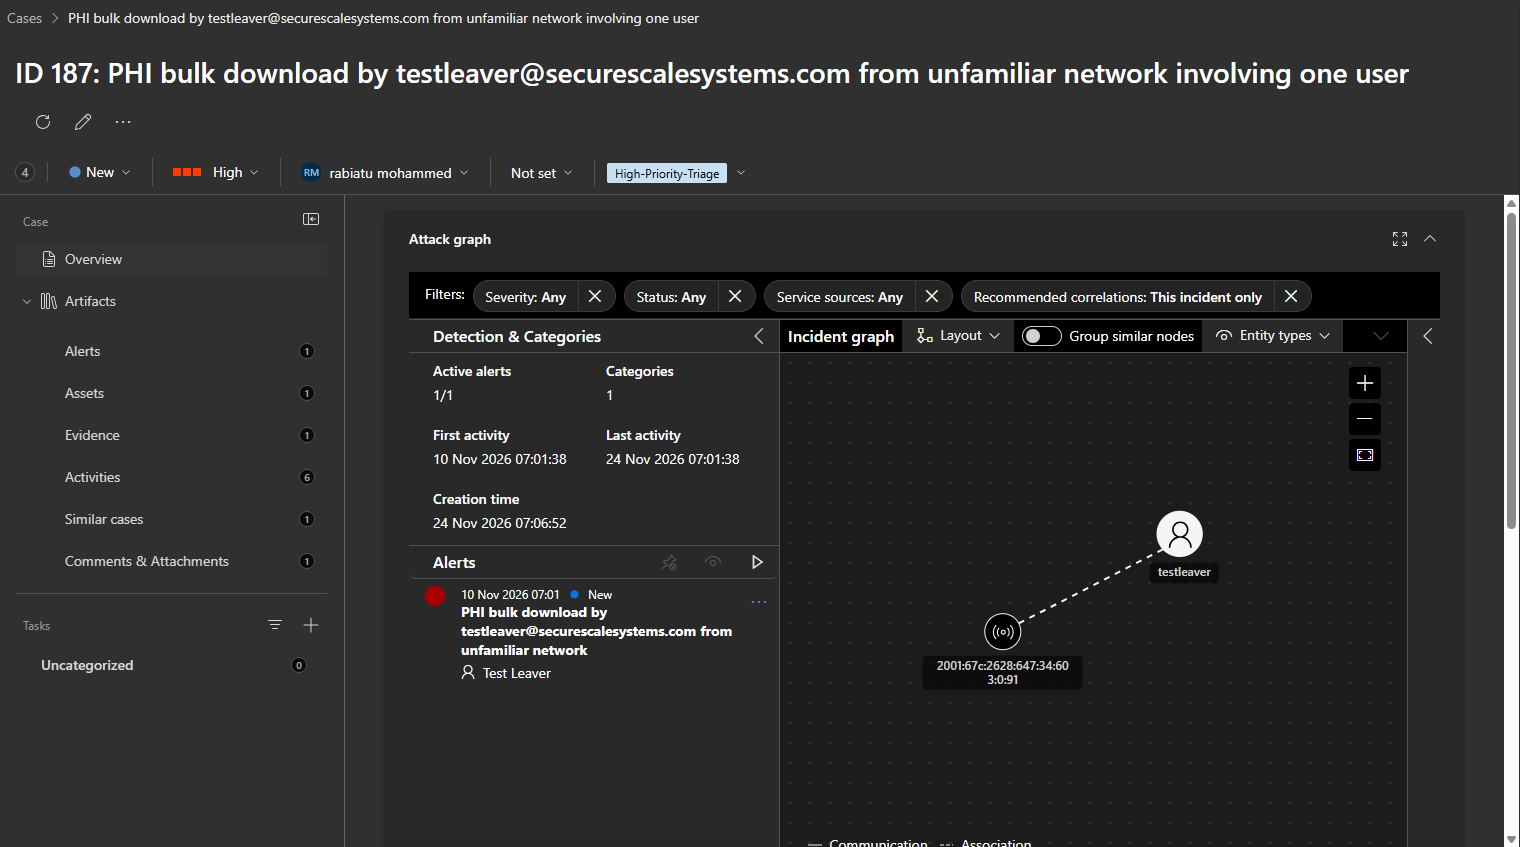 Cases > PHI bulk download by testleaver@securescalesystems.com from unfamiliar network involving one user
ID 187: PHI bulk download by testleaver@securescalesystems.com from unfamiliar network involving one user
4 New High RM rabiatu mohammed Not set High-Priority-Triage
Case
Overview
Artifacts
Alerts 1
Assets 1
Evidence 1
Activities 6
Similar cases 1
Comments & Attachments 1
Tasks
Uncategorized 0
Attack graph
Filters: Severity: Any Status: Any Service sources: Any Recommended correlations: This incident only
Detection & Categories
Active alerts Categories
1/1 1
First activity Last activity
10 Nov 2026 07:01:38 24 Nov 2026 07:01:38
Creation time
24 Nov 2026 07:06:52
Alerts
10 Nov 2026 07:01 New
PHI bulk download by
testleaver@securescalesystems.com from
unfamiliar network
Test Leaver
Incident graph Layout Group similar nodes Entity types
testleaver
2001:67c:2628:647:34:60
3:0:91
Communication Association